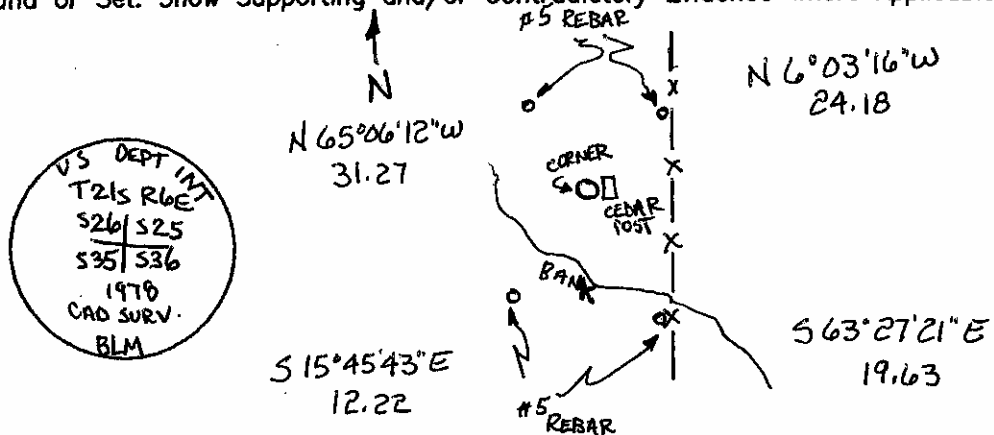 and or Set. Show Supporting and/or Contradictory Evidence Where Applicable
#5 REBAR
N
N 6°03'16"W
24.18
N 65°06'12"W
31.27
US DEPT INT
T21S R6E
S26 S25
S35 S36
1978
CAD SURV.
BLM
CORNER
CEDAR
POST
BANK
S 15°45'43"E
12.22
S 63°27'21"E
19.63
#5 REBAR